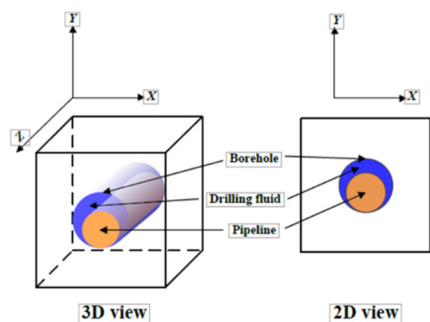 Y
Y
X
X
Z
Borehole
Drilling fluid
Pipeline
3D view
2D view